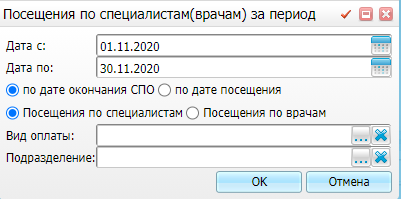 Посещения по специалистам(врачам) за период
Дата с: 01.11.2020
Дата по: 30.11.2020
по дате окончания СПО по дате посещения
Посещения по специалистам Посещения по врачам
Вид оплаты: ...
Подразделение: ...
ОК Отмена